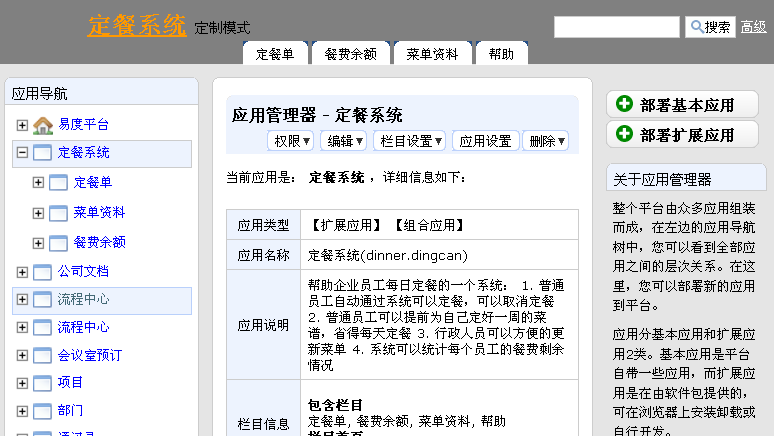 定餐系统 定制模式
搜索 高级
定餐单 餐费余额 菜单资料 帮助
应用导航
易度平台
定餐系统
定餐单
菜单资料
餐费余额
公司文档
流程中心
流程中心
会议室预订
项目
部门
应用管理器 - 定餐系统
权限▼ 编辑▼ 栏目设置▼ 应用设置 删除▼
当前应用是： 定餐系统 ，详细信息如下：
应用类型 【扩展应用】 【组合应用】
应用名称 定餐系统(dinner.dingcan)
应用说明
帮助企业员工每日定餐的一个系统： 1. 普通
员工自动通过系统可以定餐，可以取消定餐
2. 普通员工可以提前为自己定好一周的菜
谱，省得每天定餐 3. 行政人员可以方便的更
新菜单 4. 系统可以统计每个员工的餐费剩余
情况
栏目信息
包含栏目
定餐单, 餐费余额, 菜单资料, 帮助
栏目首页
部署基本应用
部署扩展应用
关于应用管理器
整个平台由众多应用组装
而成，在左边的应用导航
树中，您可以看到全部应
用之间的层次关系。在这
里，您可以部署新的应用
到平台。
应用分基本应用和扩展应
用2类。基本应用是平台
自带一些应用，而扩展应
用是在由软件包提供的，
可在浏览器上安装卸载或
自行开发。